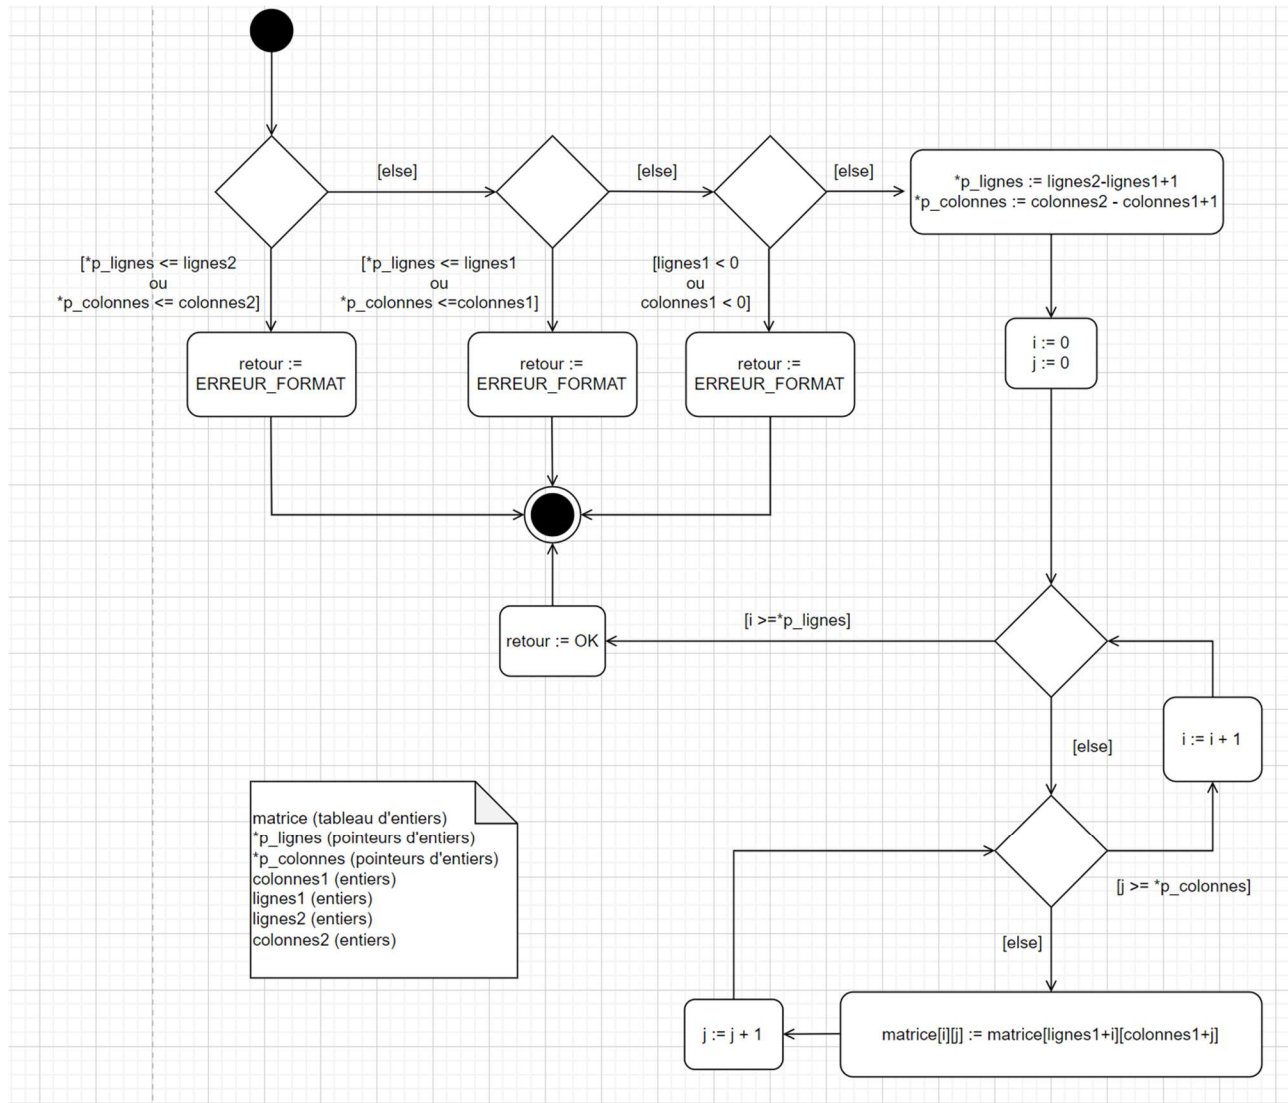 [else]
[else]
[else]
*p_lignes := lignes2-lignes1+1
*p_colonnes := colonnes2 - colonnes1+1
[*p_lignes <= lignes2
ou
*p_colonnes <= colonnes2]
[*p_lignes <= lignes1
ou
*p_colonnes <=colonnes1]
[lignes1 < 0
ou
colonnes1 < 0]
retour :=
ERREUR_FORMAT
retour :=
ERREUR_FORMAT
retour :=
ERREUR_FORMAT
i := 0
j := 0
[i >=*p_lignes]
retour := OK
[else]
i := i + 1
matrice (tableau d'entiers)
*p_lignes (pointeurs d'entiers)
*p_colonnes (pointeurs d'entiers)
colonnes1 (entiers)
lignes1 (entiers)
lignes2 (entiers)
colonnes2 (entiers)
[j >= *p_colonnes]
[else]
j := j + 1
matrice[i][j] := matrice[lignes1+i][colonnes1+j]